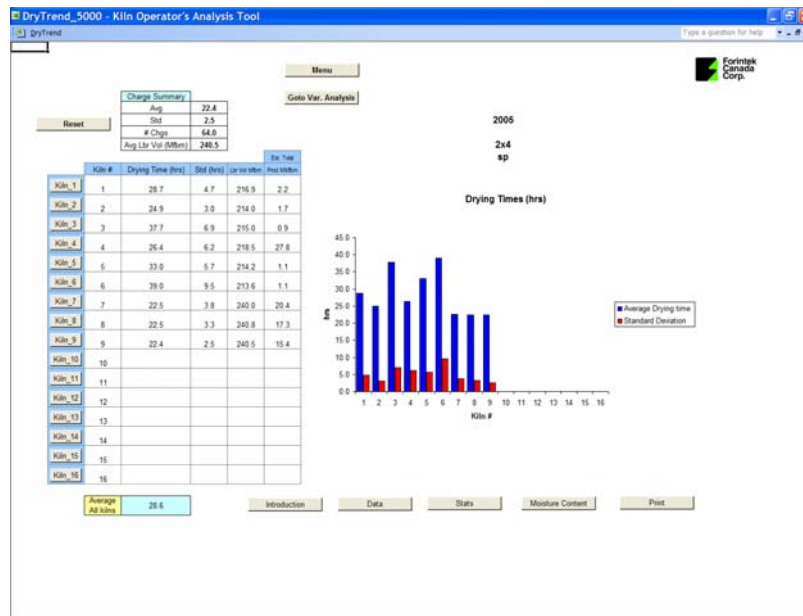 DryTrend_5000 - Kiln Operator's Analysis Tool
DryTrend
Type a question for help
Menu
Forintek
Canada
Corp.
Goto Var. Analysis
Reset
Charge Summary
Avg 22.4
Std 2.5
# Chgs 64.0
Avg Lbr Vol (Mfbm) 240.5
2005
2x4
sp
Est. Total
Kiln # Drying Time (hrs) Std (hrs) Lbr Vol Mfbm Prod MMfbm
Kiln_1 1 28.7 4.7 216.9 2.2
Kiln_2 2 24.9 3.0 214.0 1.7
Kiln_3 3 37.7 6.9 215.0 0.9
Kiln_4 4 26.4 6.2 218.5 27.8
Kiln_5 5 33.0 5.7 214.2 1.1
Kiln_6 6 39.0 9.5 213.6 1.1
Kiln_7 7 22.5 3.8 240.0 20.4
Kiln_8 8 22.5 3.3 240.8 17.3
Kiln_9 9 22.4 2.5 240.5 15.4
Kiln_10 10
Kiln_11 11
Kiln_12 12
Kiln_13 13
Kiln_14 14
Kiln_15 15
Kiln_16 16
Average
All kilns 28.6
Drying Times (hrs)
45.0
40.0
35.0
30.0
25.0
20.0
15.0
10.0
5.0
0.0
hrs
1 2 3 4 5 6 7 8 9 10 11 12 13 14 15 16
Kiln #
Average Drying time
Standard Deviation
Introduction Data Stats Moisture Content Print